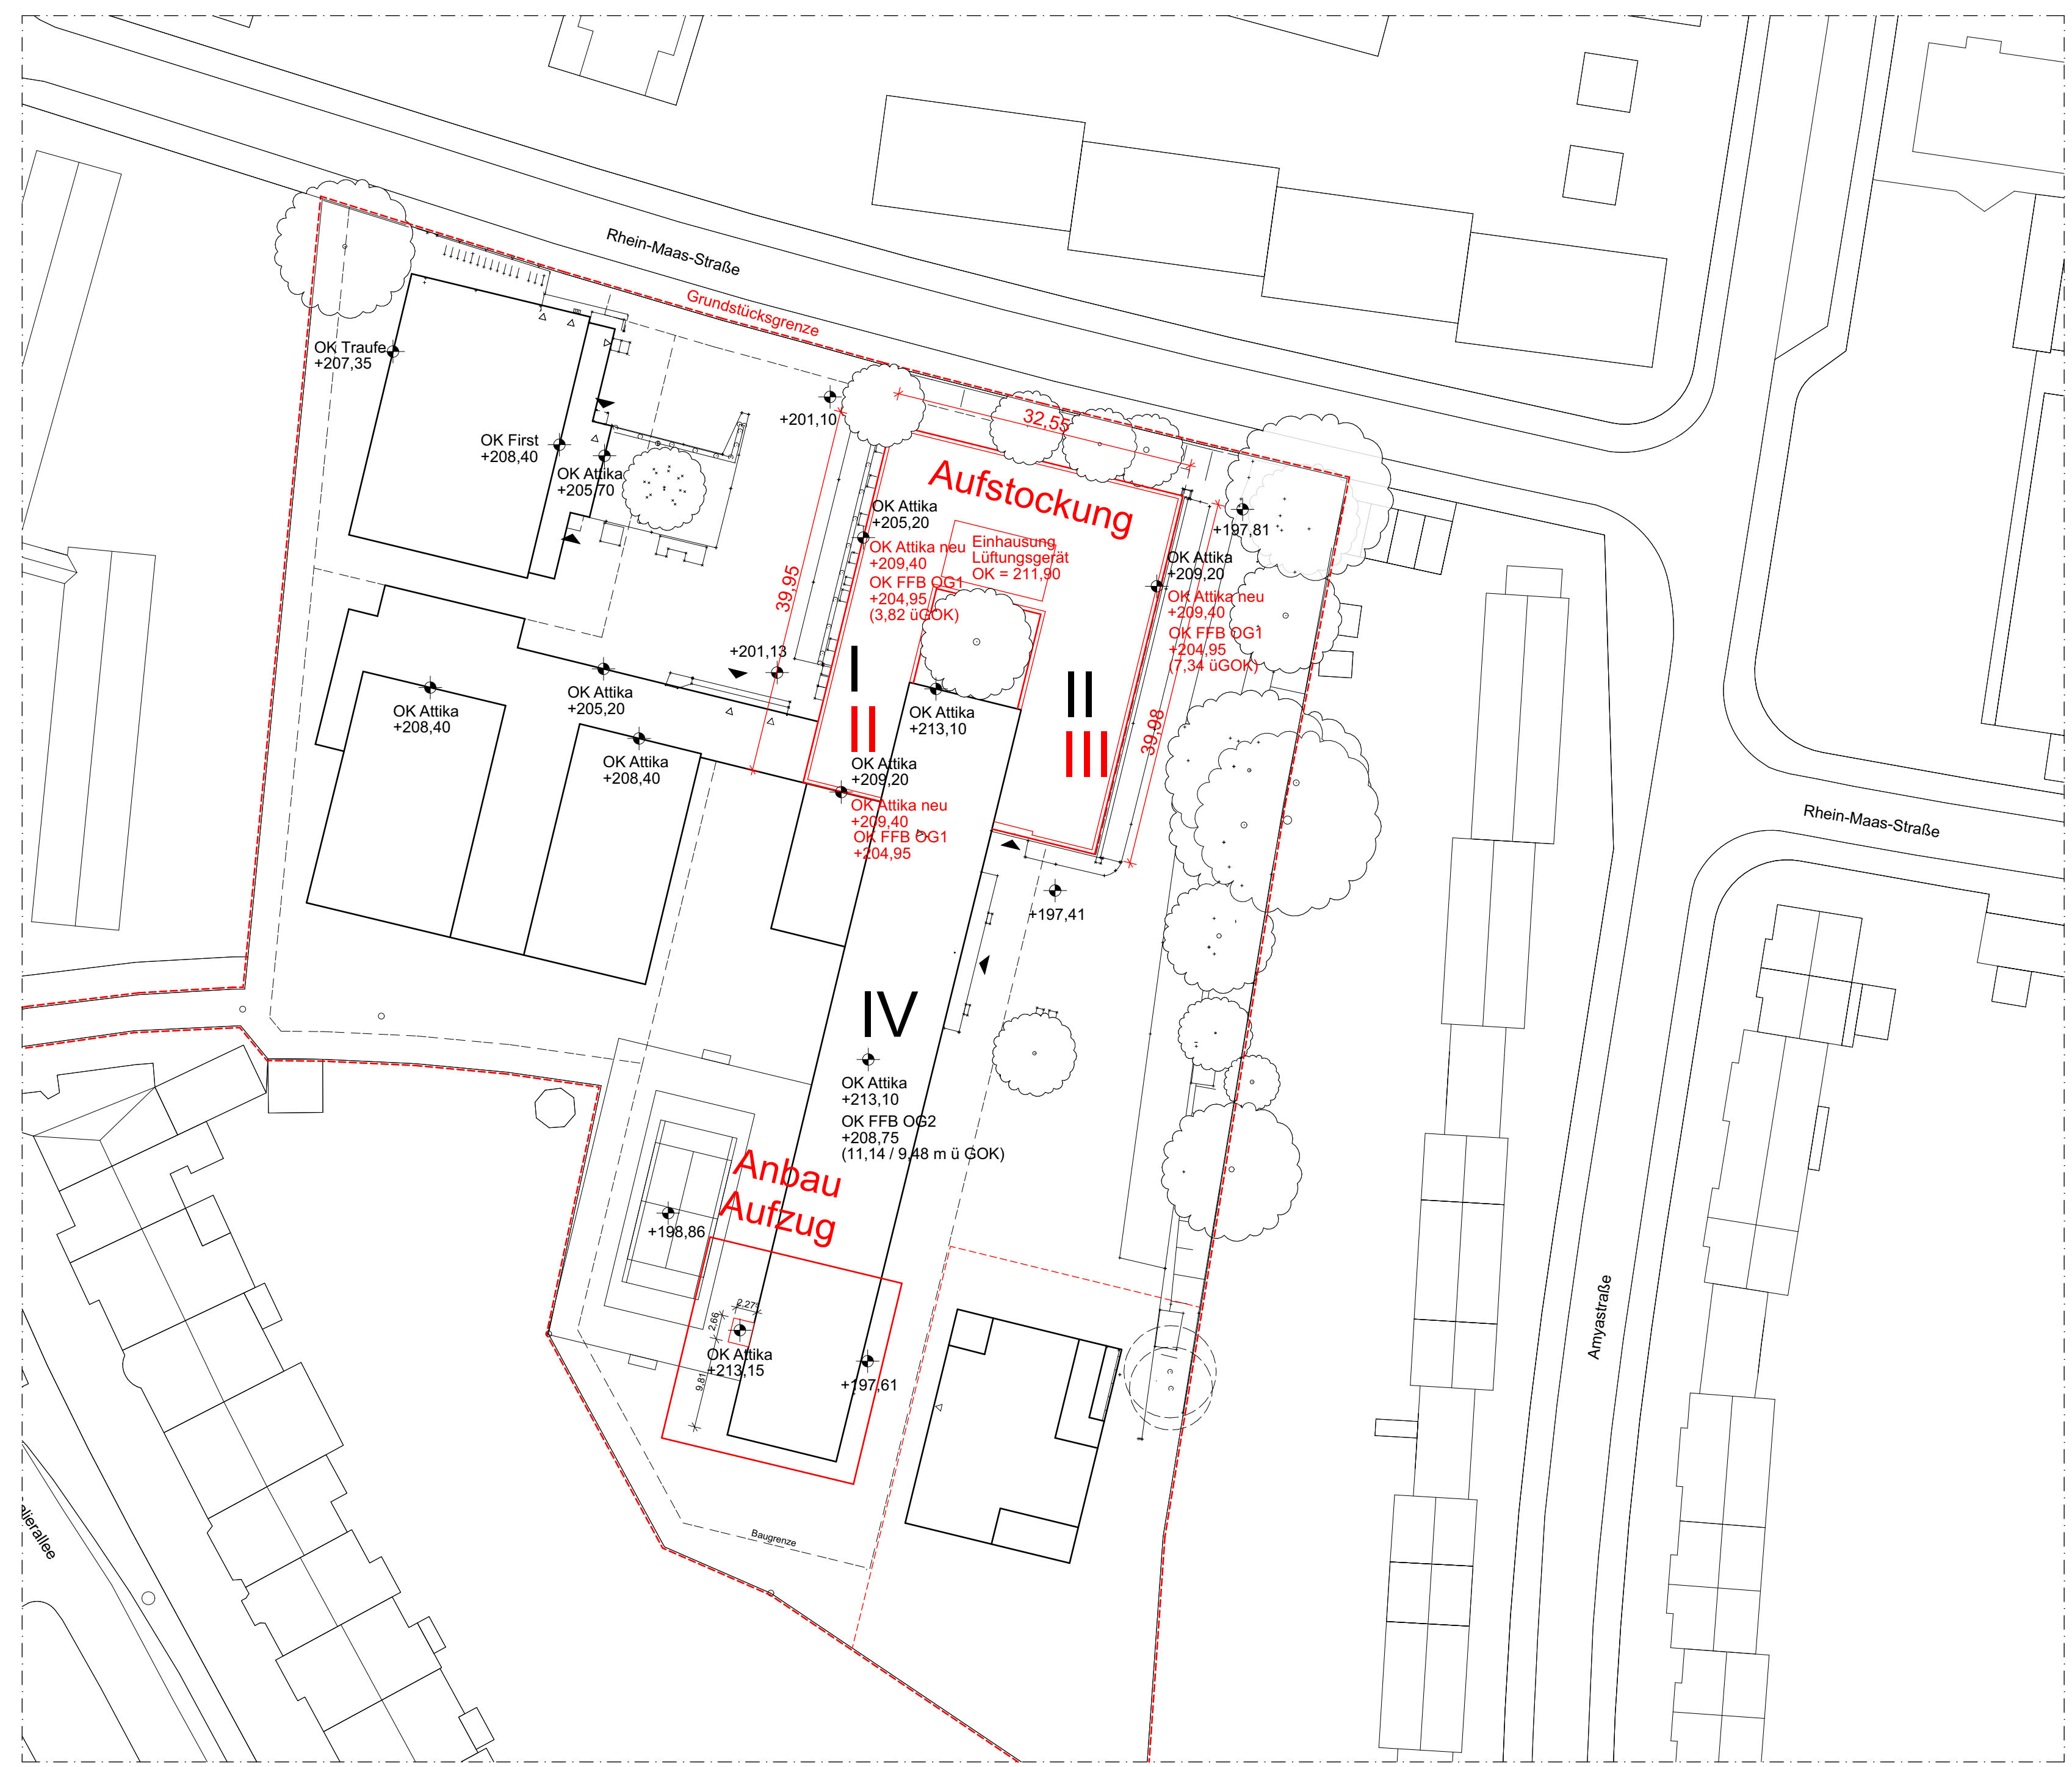 Rhein-Maas-Straße
Grundstücksgrenze
OK Traufe
+207,35
OK First
+208,40
OK Attika
+205,70
+201,10
32,55
Aufstockung
OK Attika
+205,20
OK Attika neu
+209,40
OK FFB OG1
+204,95
(3,82 üGOK)
Einhausung
Lüftungsgerät
OK = 211,90
+197,81
OK Attika
+209,20
OK Attika neu
+209,40
OK FFB OG1
+204,95
(7,34 üGOK)
39,95
+201,13
I
II
II
III
39,98
OK Attika
+208,40
OK Attika
+205,20
OK Attika
+208,40
OK Attika
+213,10
OK Attika
+209,20
OK Attika neu
+209,40
OK FFB OG1
+204,95
Rhein-Maas-Straße
+197,41
IV
OK Attika
+213,10
OK FFB OG2
+208,75
(11,14 / 9,48 m ü GOK)
Anbau
Aufzug
+198,86
2,27
2,66
OK Attika
+213,15
9,81
+197,61
Amyastraße
Baugrenze